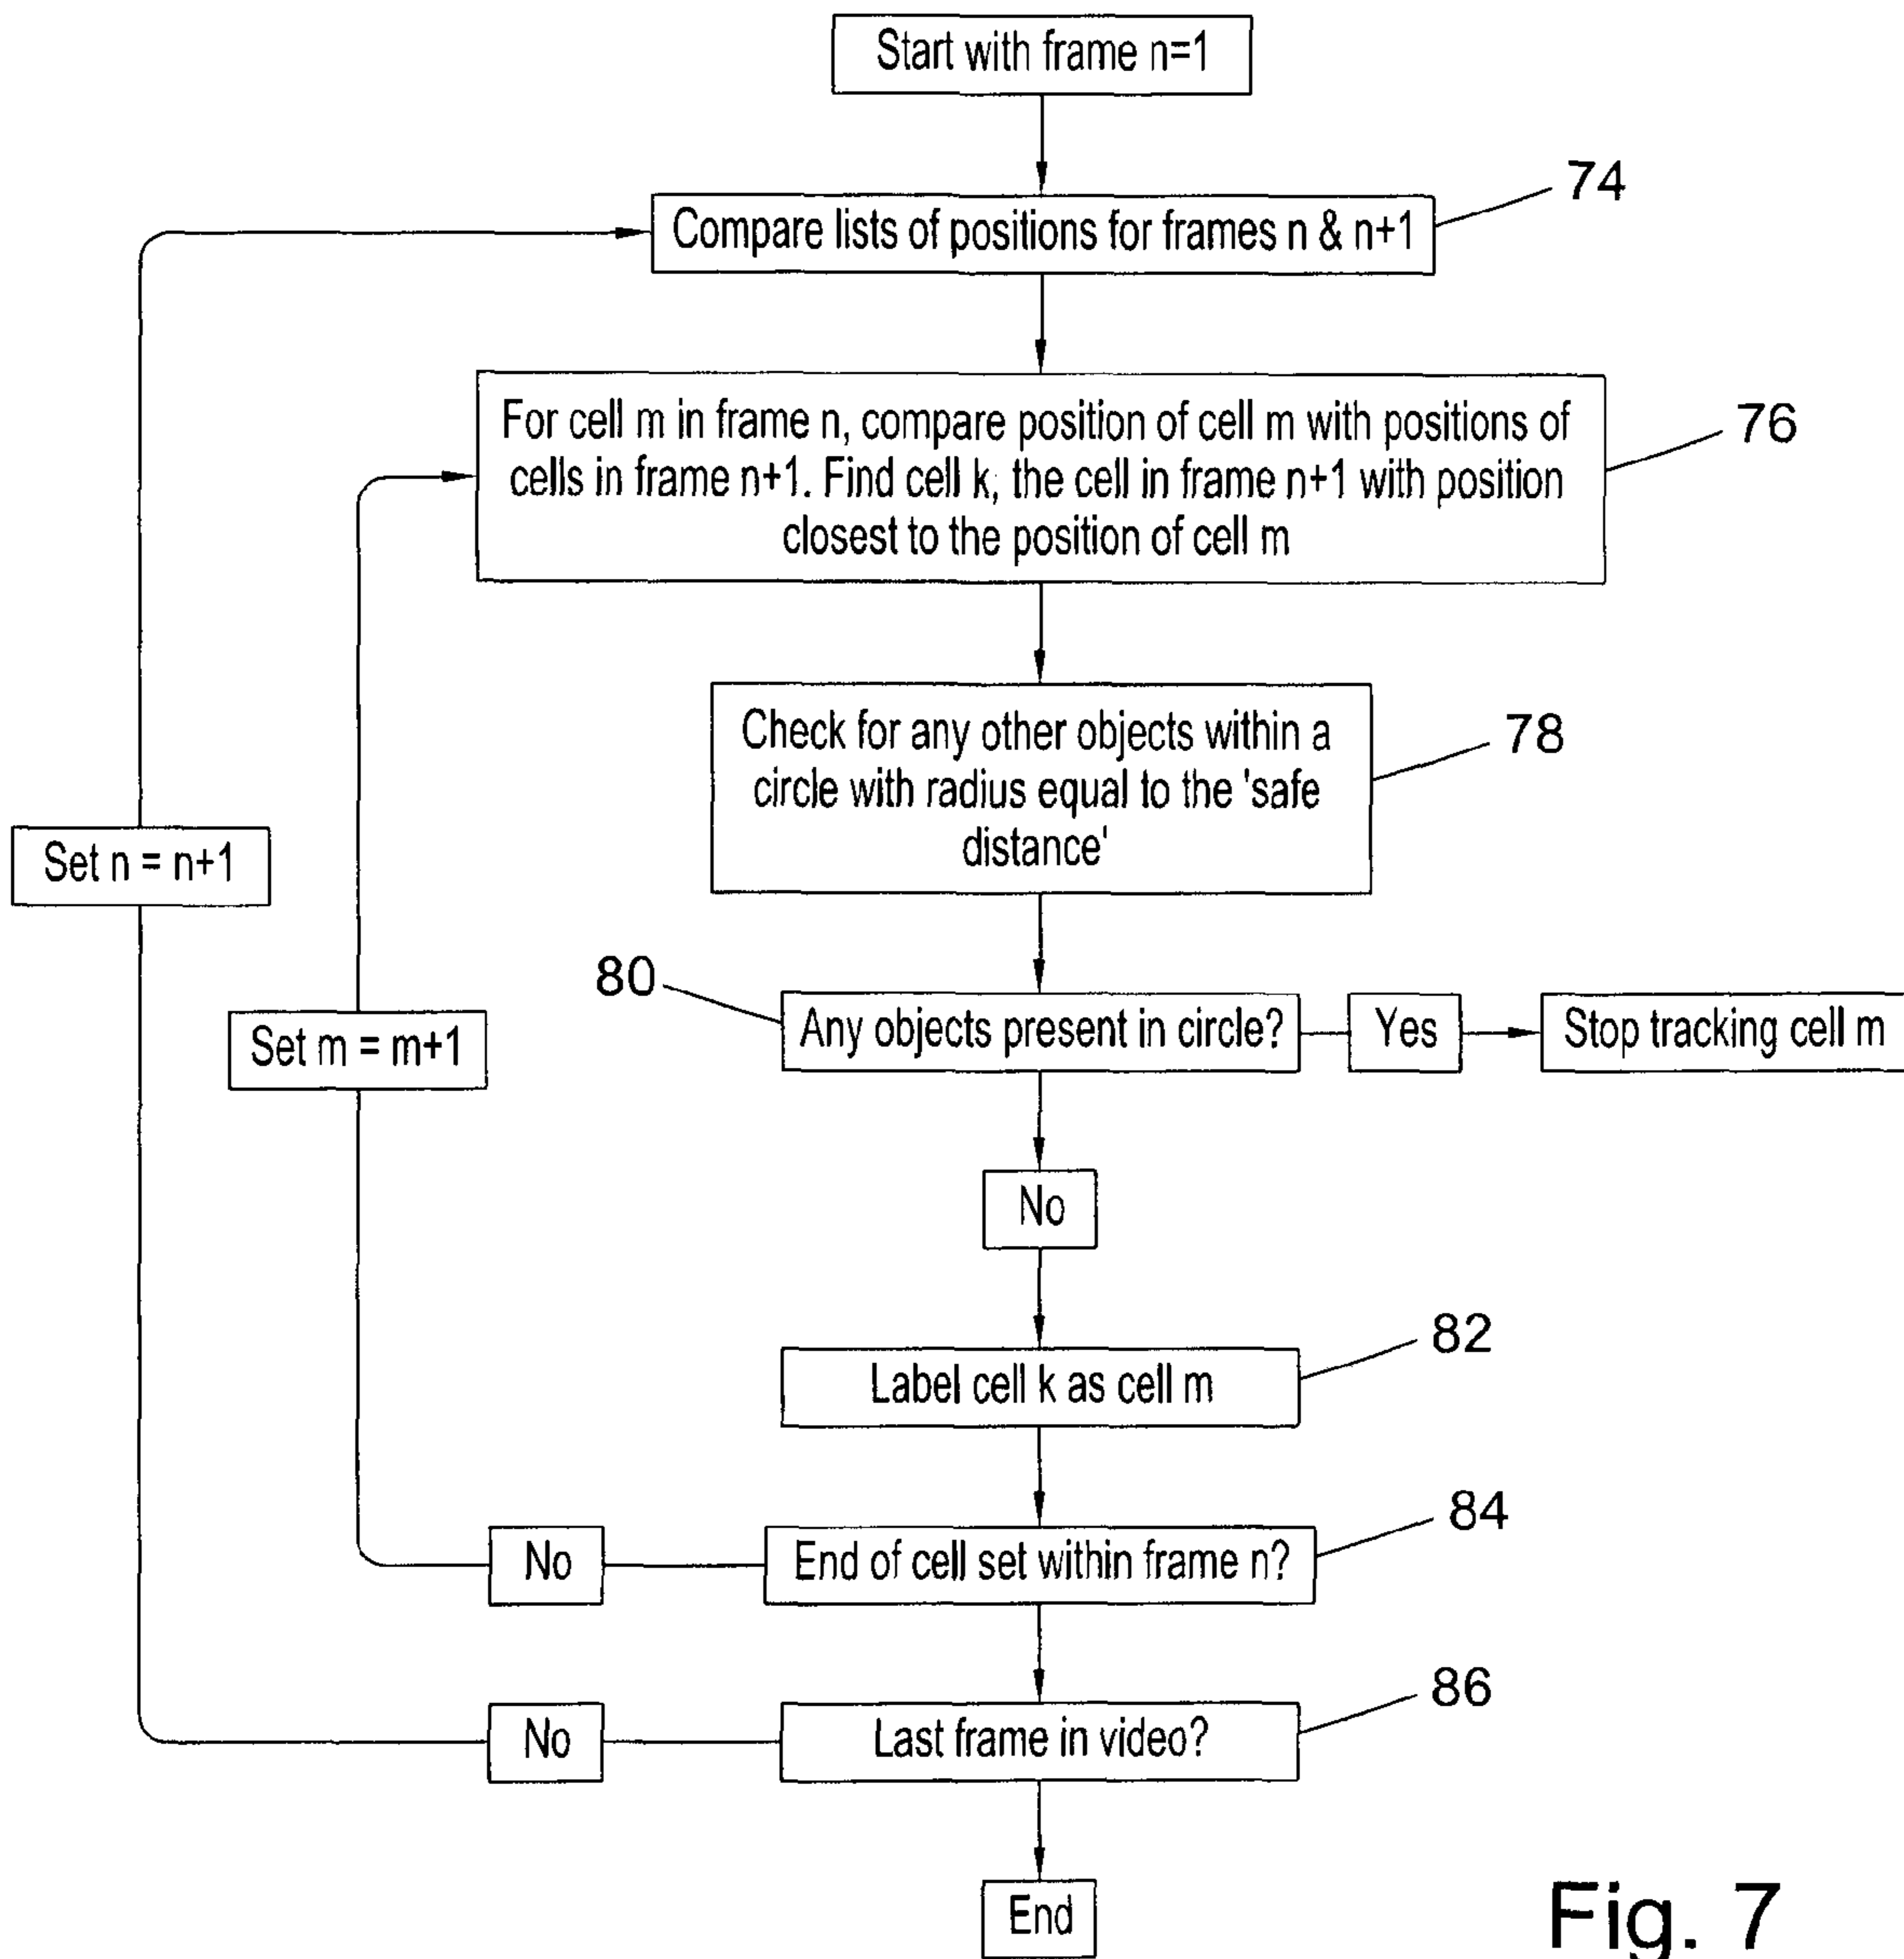 Start with frame n=1
74
Compare lists of positions for frames n & n+1
For cell m in frame n, compare position of cell m with positions of
cells in frame n+1. Find cell k, the cell in frame n+1 with position
closest to the position of cell m
76
Check for any other objects within a
circle with radius equal to the 'safe
distance'
78
Set n = n+1
80
Any objects present in circle?
Yes
Stop tracking cell m
Set m = m+1
No
82
Label cell k as cell m
84
No
End of cell set within frame n?
86
No
Last frame in video?
End
Fig. 7